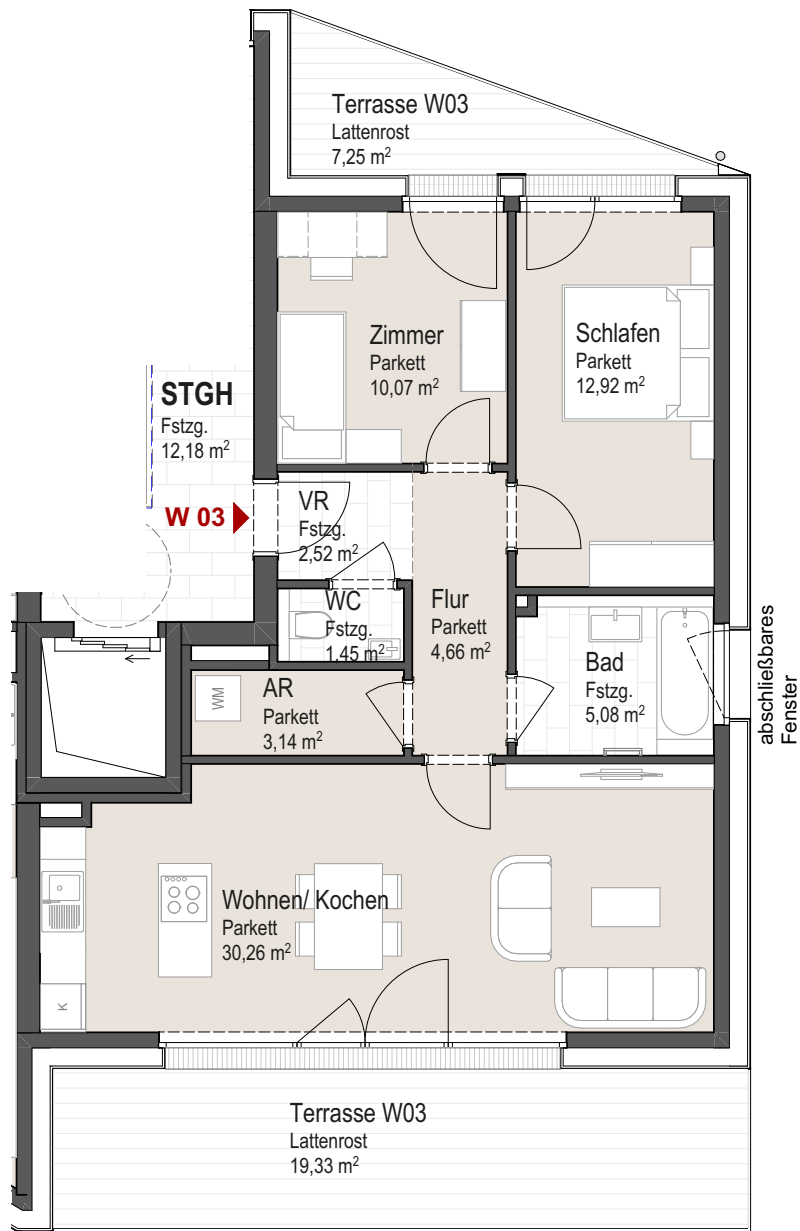 Terrasse W03
Lattenrost
7,25 m²
Zimmer
Parkett
10,07 m²
Schlafen
Parkett
12,92 m²
STGH
Fstzg.
12,18 m²
W 03
VR
Fstzg.
2,52 m²
WC
Fstzg.
1,45 m²
Flur
Parkett
4,66 m²
Bad
Fstzg.
5,08 m²
abschließbares
Fenster
AR
Parkett
3,14 m²
WM
Wohnen/ Kochen
Parkett
30,26 m²
K
Terrasse W03
Lattenrost
19,33 m²